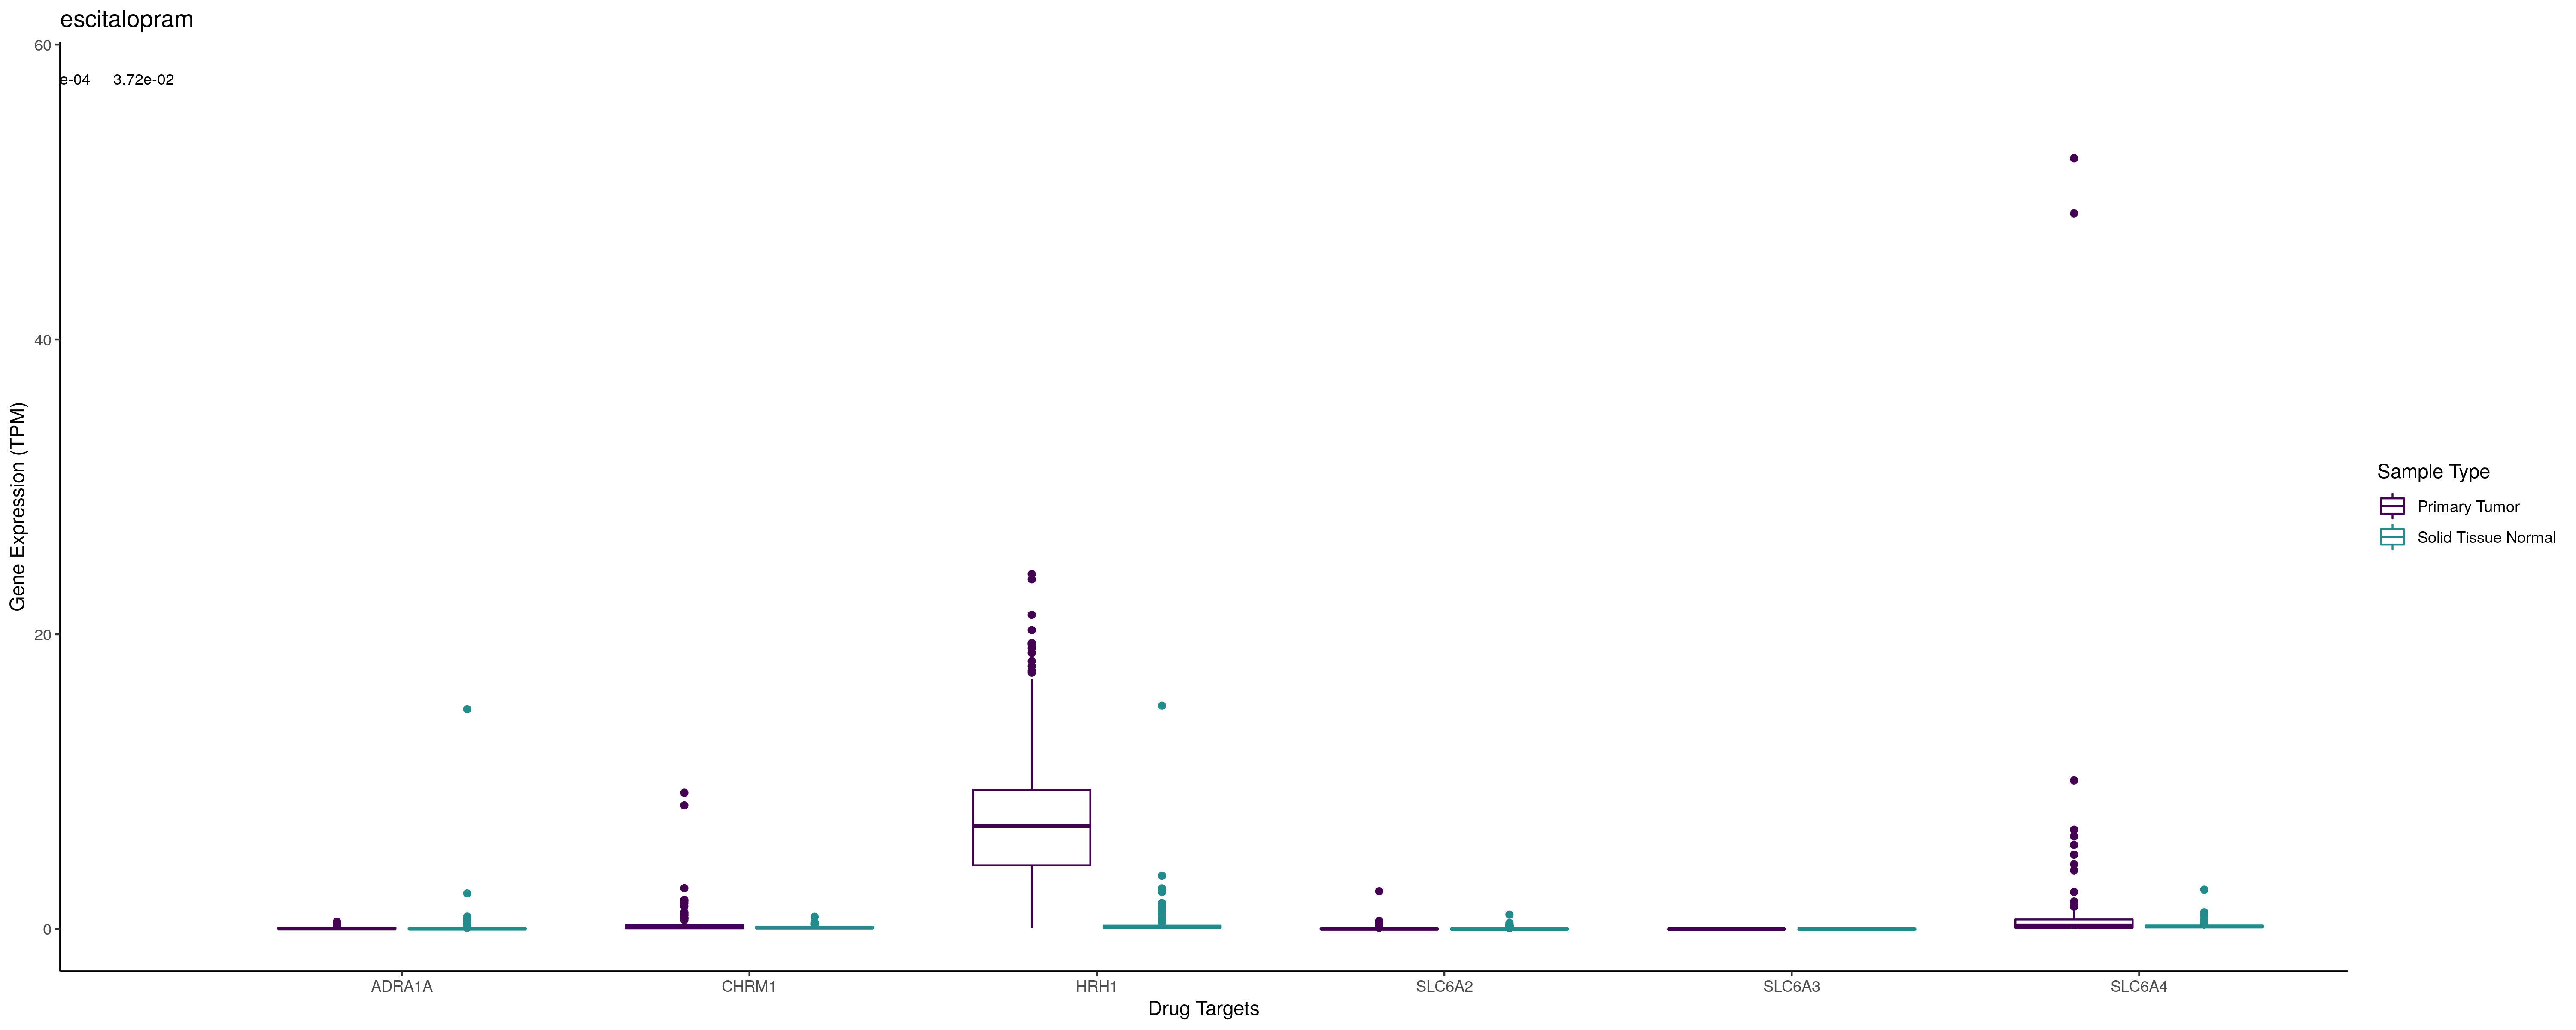 escitalopram
60
e-04 3.72e-02
40
20
0
Gene Expression (TPM)
ADRA1A CHRM1 HRH1 SLC6A2 SLC6A3 SLC6A4
Drug Targets
Sample Type
Primary Tumor
Solid Tissue Normal